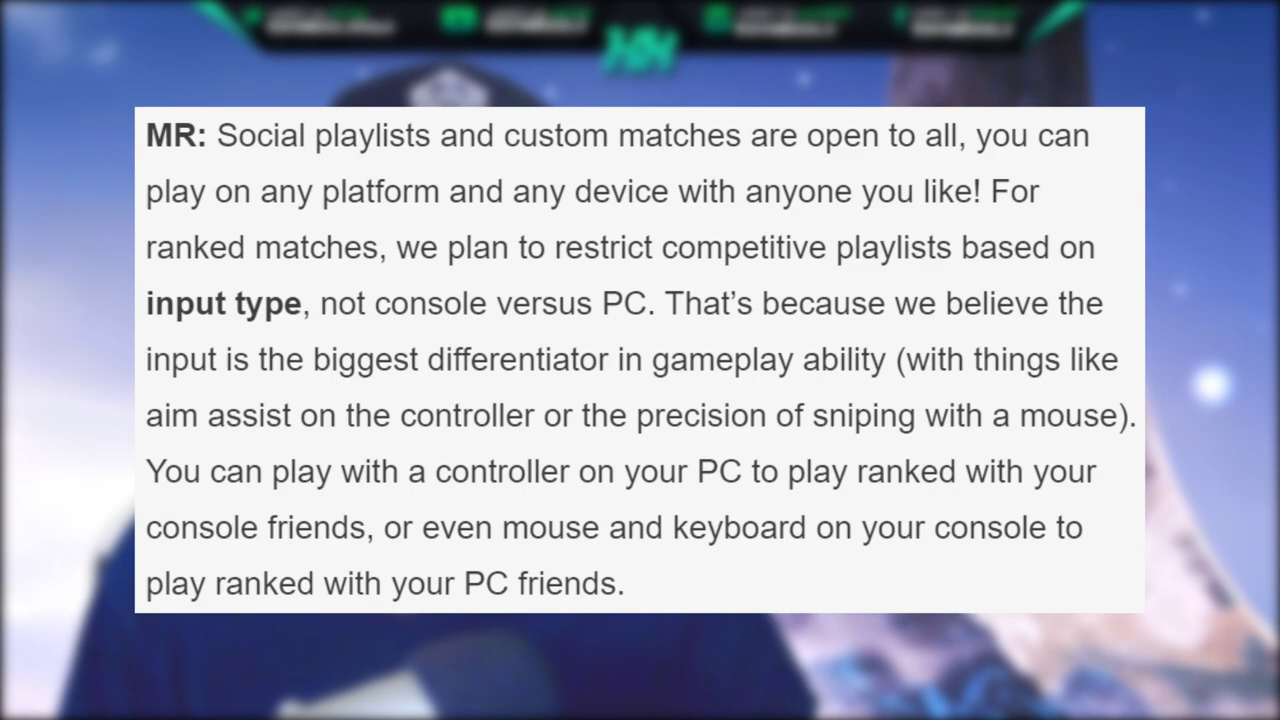 MR: Social playlists and custom matches are open to all, you can
play on any platform and any device with anyone you like! For
ranked matches, we plan to restrict competitive playlists based on
input type, not console versus PC. That’s because we believe the
input is the biggest differentiator in gameplay ability (with things like
aim assist on the controller or the precision of sniping with a mouse).
You can play with a controller on your PC to play ranked with your
console friends, or even mouse and keyboard on your console to
play ranked with your PC friends.